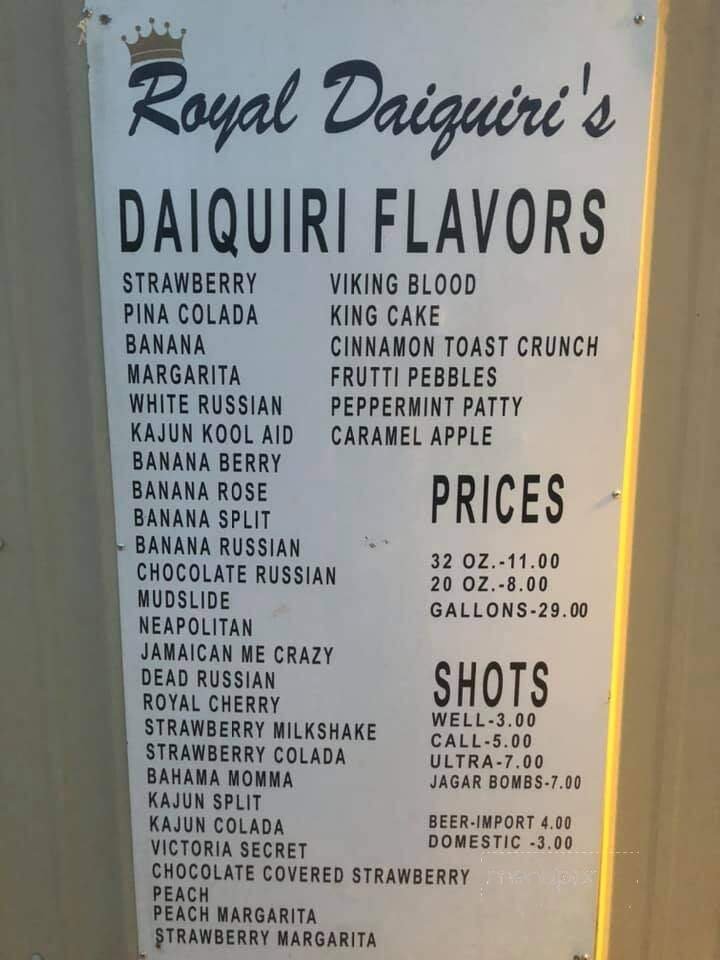 Royal Daiquiri's
DAIQUIRI FLAVORS
STRAWBERRY
PINA COLADA
BANANA
MARGARITA
WHITE RUSSIAN
KAJUN KOOL AID
BANANA BERRY
BANANA ROSE
BANANA SPLIT
BANANA RUSSIAN
CHOCOLATE RUSSIAN
MUDSLIDE
NEAPOLITAN
JAMAICAN ME CRAZY
DEAD RUSSIAN
ROYAL CHERRY
STRAWBERRY MILKSHAKE
STRAWBERRY COLADA
BAHAMA MOMMA
KAJUN SPLIT
KAJUN COLADA
VICTORIA SECRET
CHOCOLATE COVERED STRAWBERRY
PEACH
PEACH MARGARITA
STRAWBERRY MARGARITA
VIKING BLOOD
KING CAKE
CINNAMON TOAST CRUNCH
FRUTTI PEBBLES
PEPPERMINT PATTY
CARAMEL APPLE
PRICES
32 OZ.-11.00
20 OZ.-8.00
GALLONS-29.00
SHOTS
WELL-3.00
CALL-5.00
ULTRA-7.00
JAGAR BOMBS-7.00
BEER-IMPORT 4.00
DOMESTIC -3.00
menupix